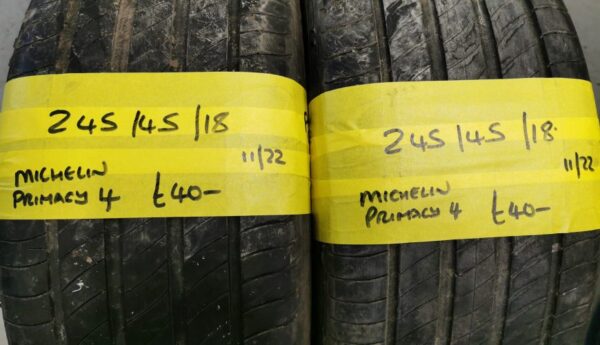 245/45/18
11/22
MICHELIN
PRIMACY 4 £40-
245/45/18
11/22
MICHELIN
PRIMACY 4 £40-